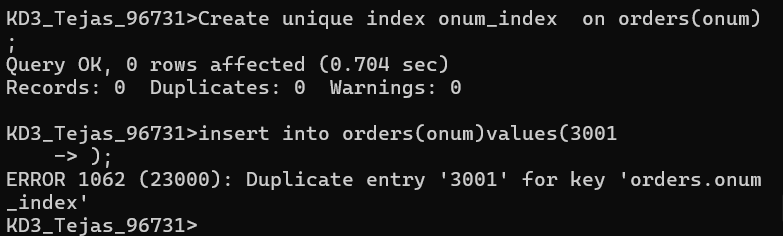 KD3_Tejas_96731>Create unique index onum_index  on orders(onum)
;
Query OK, 0 rows affected (0.704 sec)
Records: 0  Duplicates: 0  Warnings: 0

KD3_Tejas_96731>insert into orders(onum)values(3001
    -> );
ERROR 1062 (23000): Duplicate entry '3001' for key 'orders.onum
_index'
KD3_Tejas_96731>